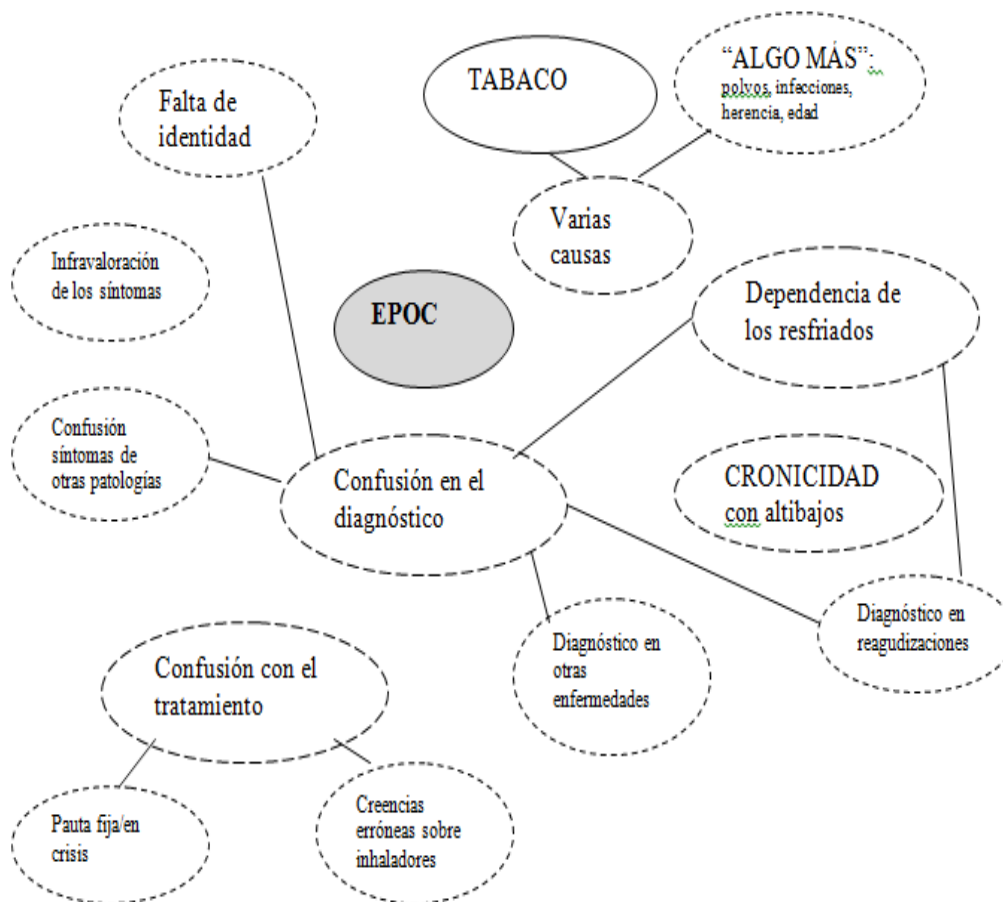 Falta de
identidad
TABACO
“ALGO MÁS”:
polvos, infecciones,
herencia, edad
Varias
causas
Infravaloración
de los síntomas
EPOC
Dependencia de
los resfriados
Confusión
síntomas de
otras patologías
Confusión en el
diagnóstico
CRONICIDAD
con altibajos
Confusión con el
tratamiento
Diagnóstico en
otras
enfermedades
Diagnóstico en
reagudizaciones
Pauta fija/en
crisis
Creencias
erróneas sobre
inhaladores